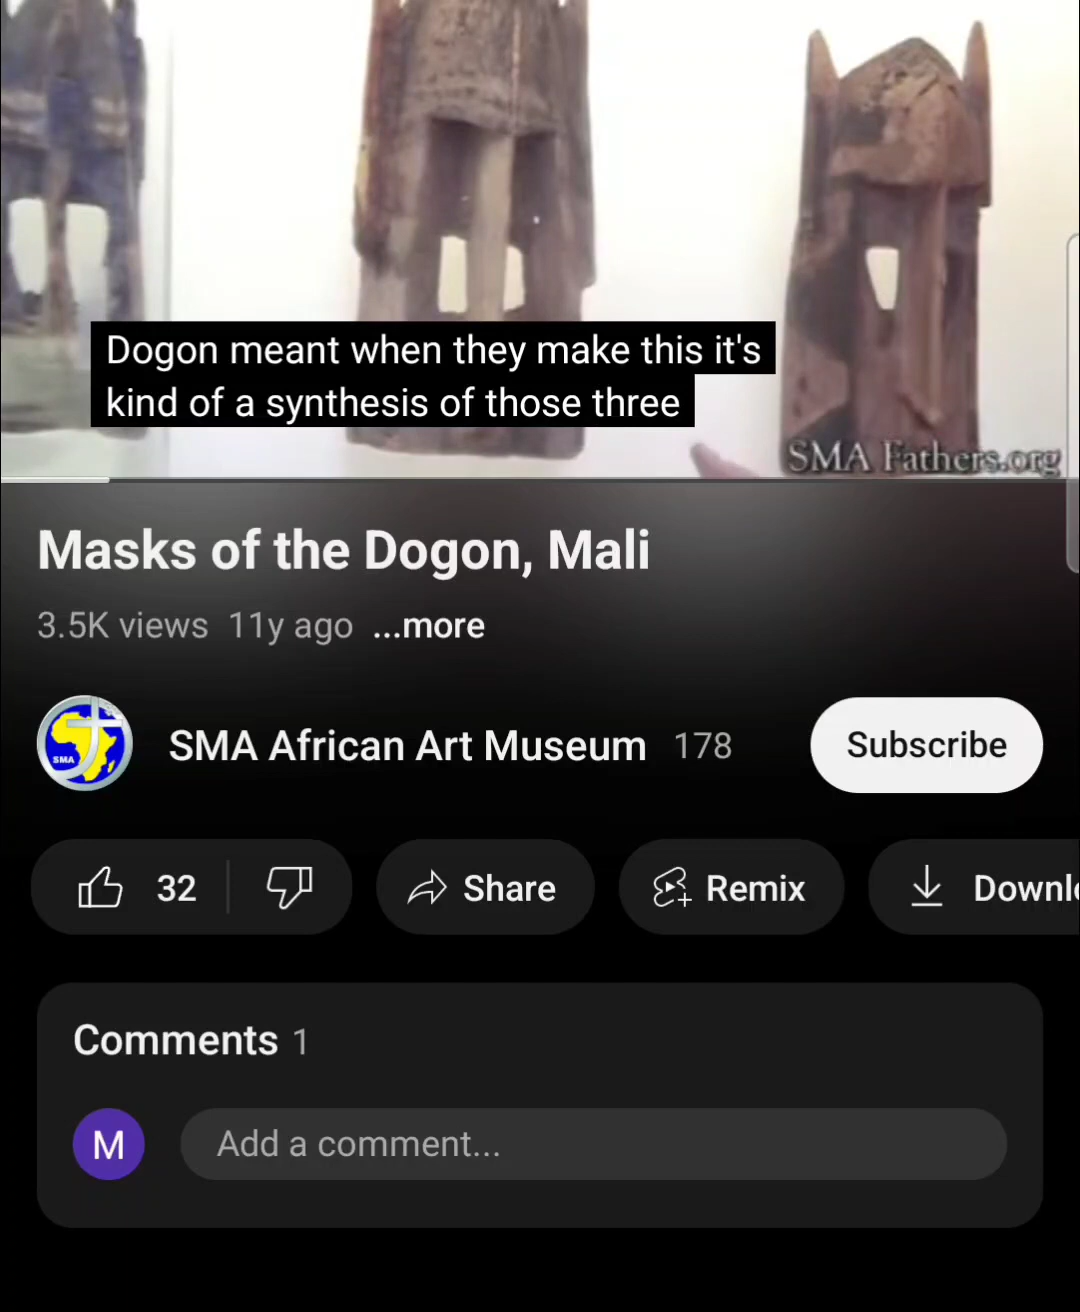 Dogon meant when they make this it's
kind of a synthesis of those three
SMA Fathers.org
Masks of the Dogon, Mali
3.5K views 11y ago ...more
SMA
SMA African Art Museum 178
Subscribe
32
Share
Remix
Downlo
Comments 1
M
Add a comment...